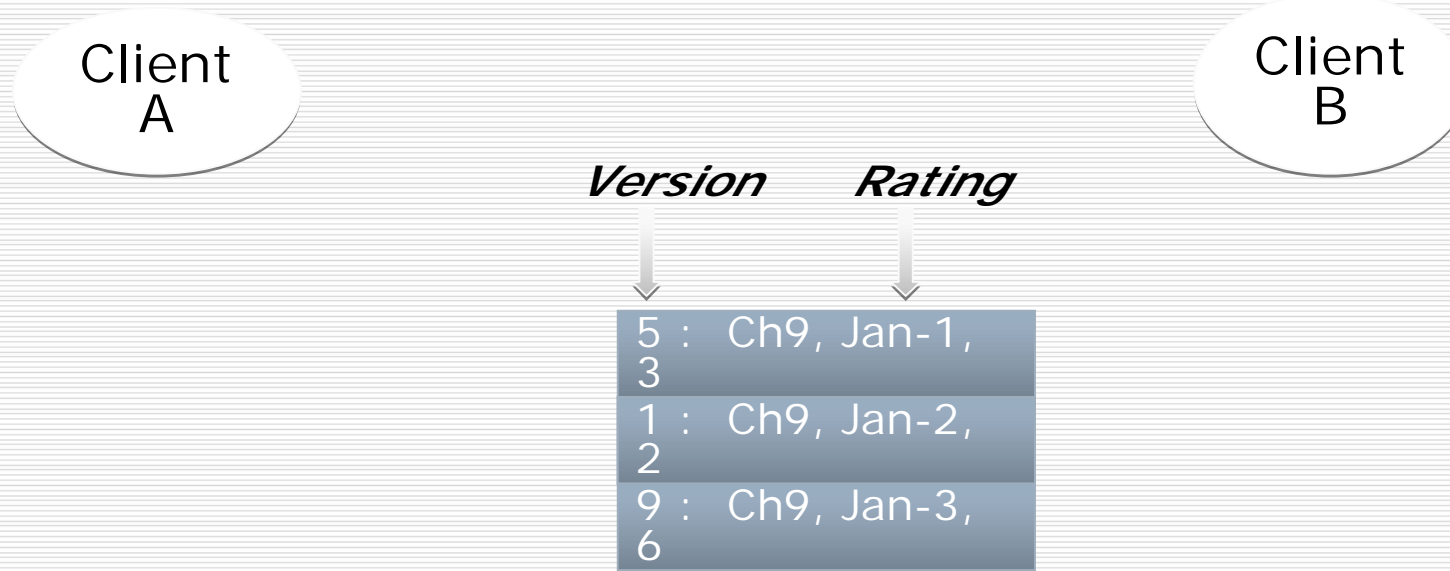 Client
A
Client
B
Version Rating
5 : Ch9, Jan-1,
3
1 : Ch9, Jan-2,
2
9 : Ch9, Jan-3,
6